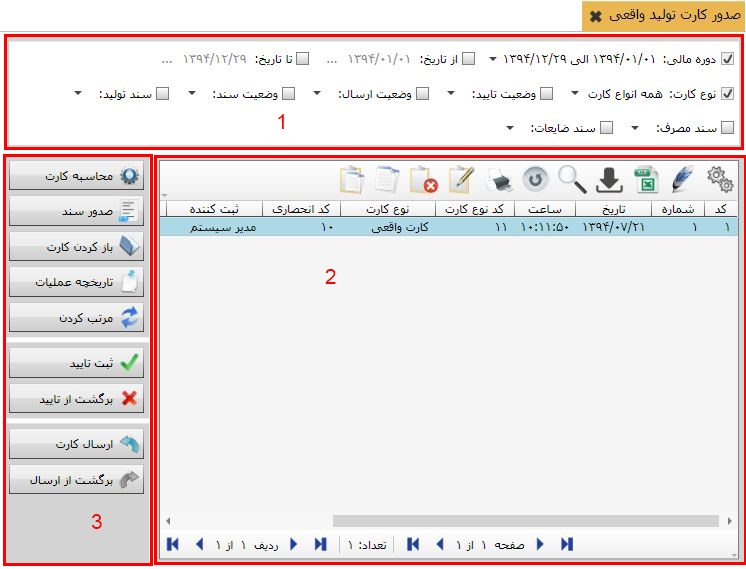 صدور کارت تولید واقعی
دوره مالی: ۱۳۹۴/۰۱/۰۱ الی ۱۳۹۴/۱۲/۲۹ از تاریخ: ۱۳۹۴/۰۱/۰۱ ... تا تاریخ: ۱۳۹۴/۱۲/۲۹ ...
نوع کارت: همه انواع کارت وضعیت تایید: وضعیت ارسال: وضعیت سند: سند تولید:
سند مصرف: سند ضایعات:
1
کد شماره تاریخ ساعت کد نوع کارت نوع کارت کد انحصاری ثبت کننده
۱ ۱ ۱۳۹۴/۰۷/۲۱ ۱۰:۱۱:۵۰ ۱۱ کارت واقعی ۱۰ مدیر سیستم
2
صفحه ۱ از ۱ تعداد: ۱ ردیف ۱ از ۱
محاسبه کارت
صدور سند
باز کردن کارت
تاریخچه عملیات
مرتب کردن
ثبت تایید
برگشت از تایید
ارسال کارت
برگشت از ارسال
3